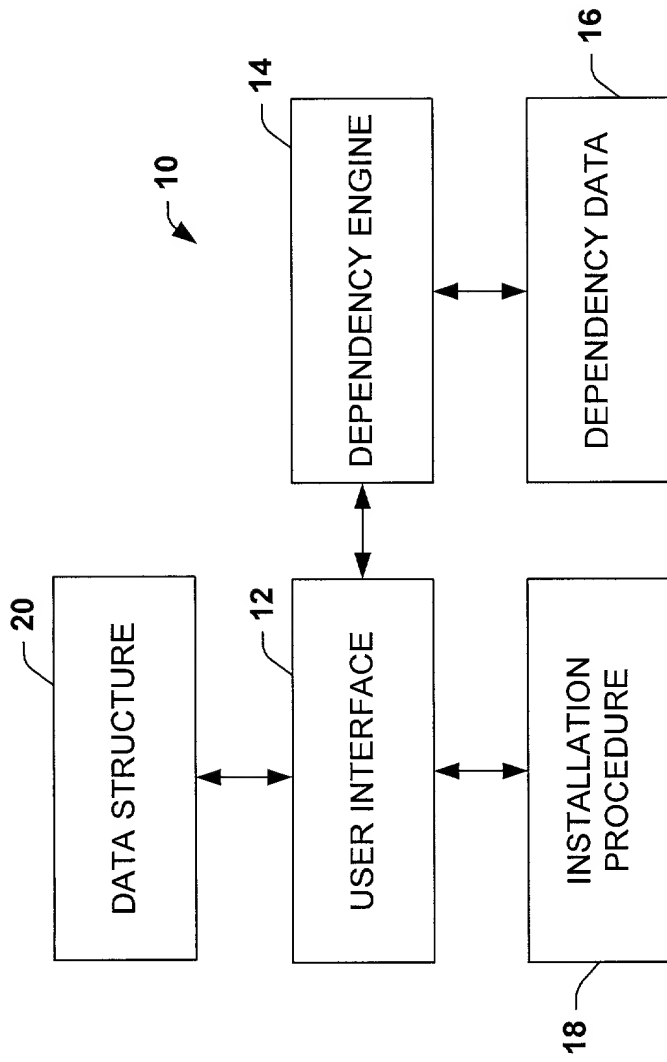 10
20
DATA STRUCTURE
12
USER INTERFACE
14
DEPENDENCY ENGINE
18
INSTALLATION
PROCEDURE
16
DEPENDENCY DATA